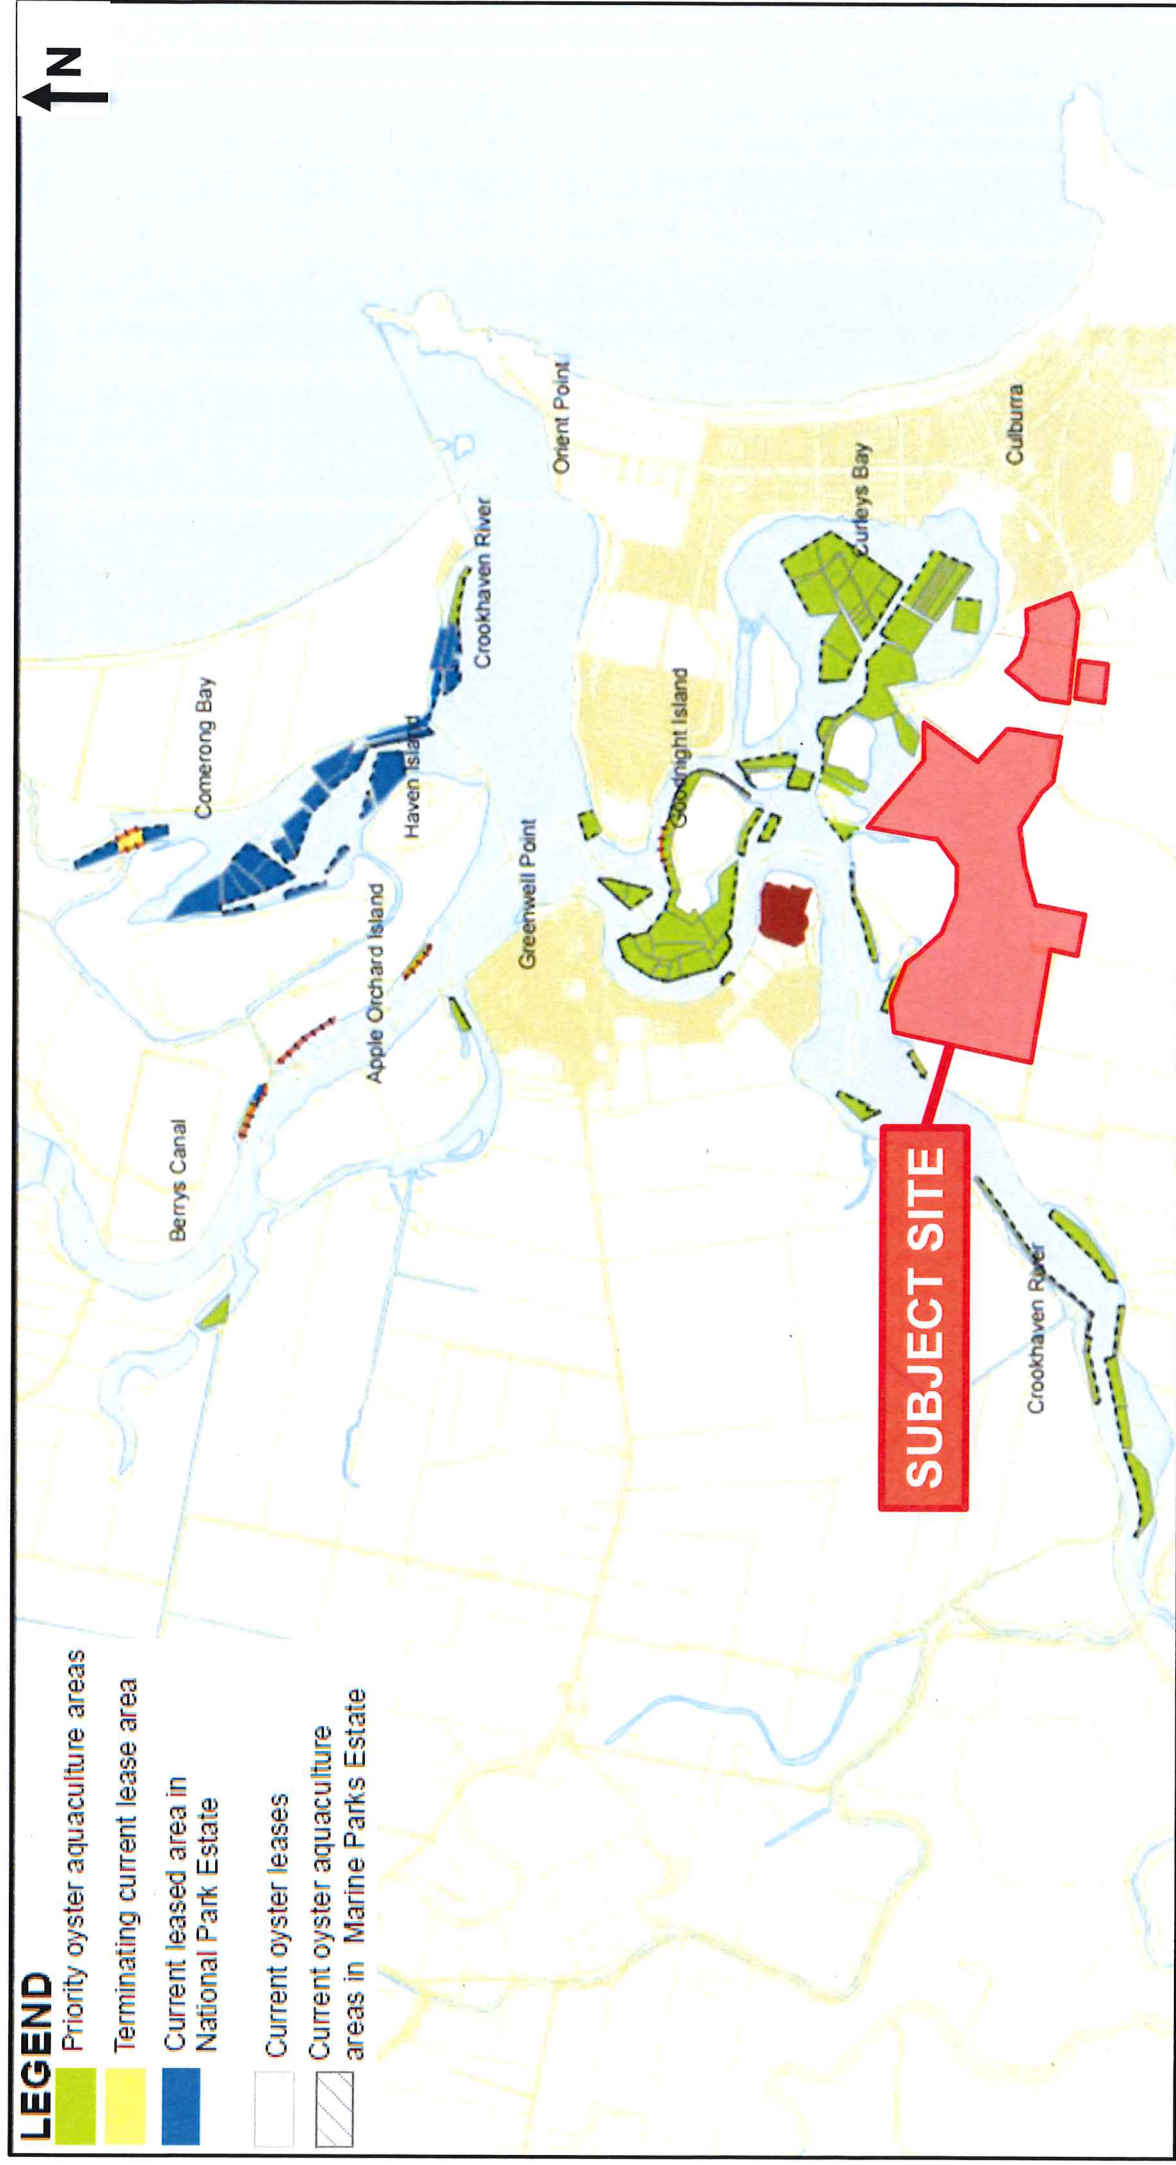 LEGEND
Priority oyster aquaculture areas
Terminating current lease area
Current leased area in
National Park Estate
Current oyster leases
Current oyster aquaculture
areas in Marine Parks Estate
N
Berrys Canal
Comerong Bay
Apple Orchard Island
Haven Island
Crookhaven River
Greenwell Point
Orient Point
Goodnight Island
urleys Bay
Culburra
SUBJECT SITE
Crookhaven River